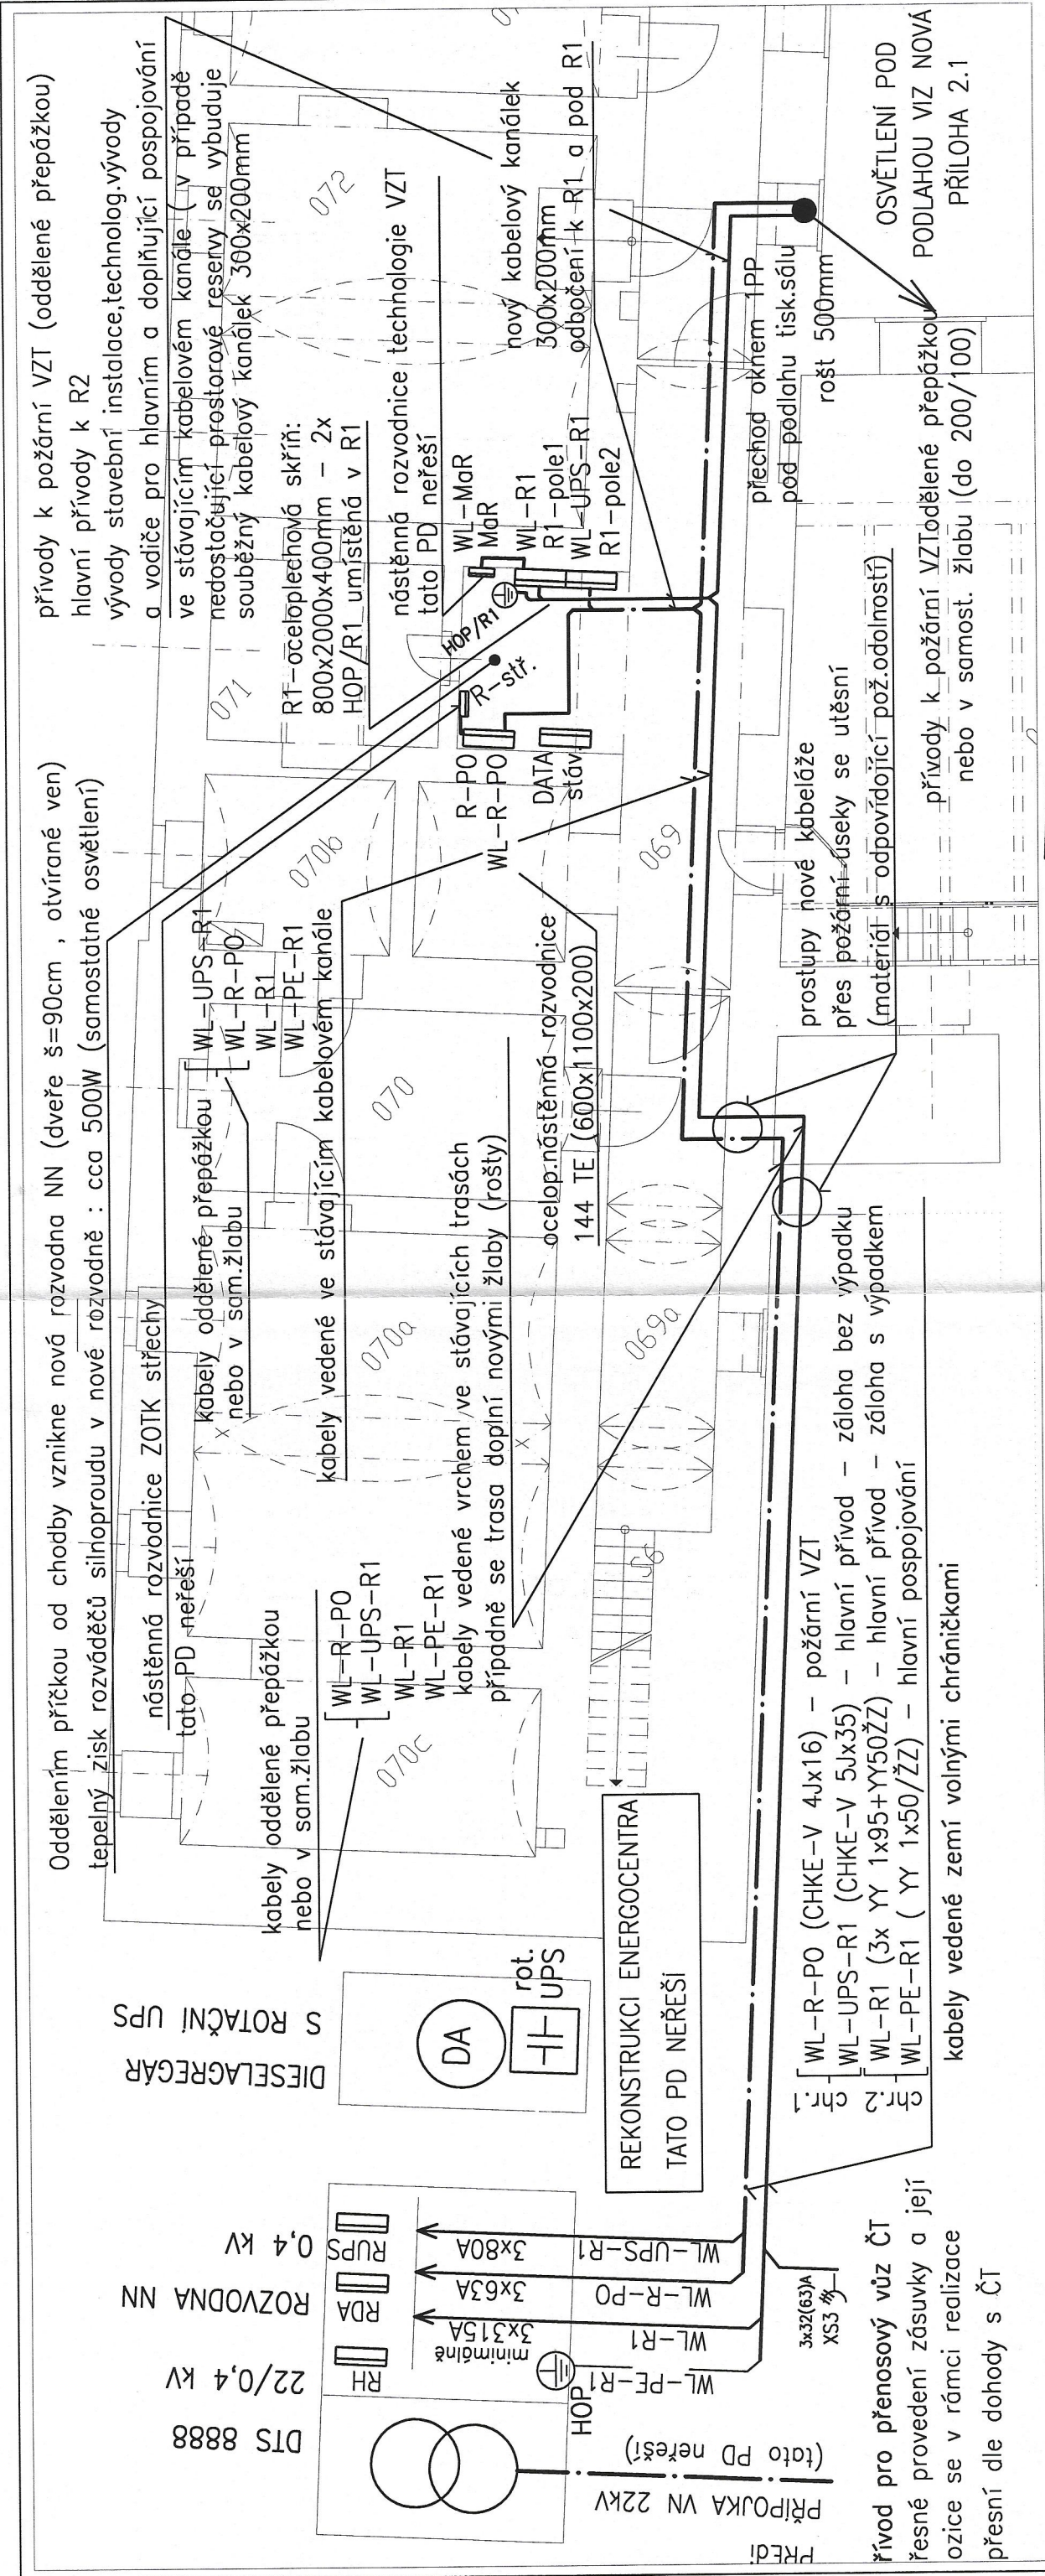 Oddělením příčkou od chodby vznikne nová rozvodna NN (dveře š=90cm , otvírané ven)
tepelný zisk rozváděčů silnoproudu v nové rozvodně : cca 500W (samostatné osvětlení)
nástěnná rozvodnice ZOTK střechy
tato PD neřeší
kabely oddělené přepážkou
nebo v sam.žlabu
WL-UPS-R1
WL-R-PO
WL-R1
WL-PE-R1
kabely oddělené přepážkou
nebo v sam.žlabu
WL-R-PO
WL-UPS-R1
WL-R1
WL-PE-R1
kabely vedené ve stávajícím kabelovém kanále
kabely vedené vrchem ve stávajících trasách
případně se trasa doplní novými žlaby (rošty)
ocelop.nástěnná rozvodnice
144 TE (600x1100x200)
přívody k požární VZT (oddělené přepážkou)
hlavní přívody k R2
vývody stavební instalace,technolog.vývody
a vodiče pro hlavním a doplňující pospojování
ve stávajícím kabelovém kanále ( v případě
nedostačující prostorové reservy se vybuduje
souběžný kabelový kanálek 300x200mm
R1-oceloplechová skříň:
800x2000x400mm - 2x
HOP/R1 umístěná v R1
nástěnná rozvodnice technologie VZT
tato PD neřeší
WL-MaR
MaR
WL-R1
R1-pole1
WL-UPS-R1
R1-pole2
HOP/R1
R-stř.
R-PO
WL-R-PO
DATA
stáv.
nový kabelový kanálek
300x200mm
odbočení k R1 a pod R1
přechod oknem 1PP
pod podlahu tisk.sálu
rošt 500mm
OSVĚTLENÍ POD
PODLAHOU VIZ NOVÁ
PŘÍLOHA 2.1
prostupy nové kabeláže
přes požární úseky se utěsní
(materiál s odpovídající pož.odolností)
přívody k požární VZTodělené přepážkou
nebo v samost. žlabu (do 200/100)
071
072
070b
070
070a
070c
069
069a
DIESELAGREGÁR
S ROTAČNÍ UPS
DA
rot.
UPS
REKONSTRUKCI ENERGOCENTRA
TATO PD NEŘEŠÍ
DTS 8888
22/0,4 kV
ROZVODNA NN
0,4 kV
RH
RDA
RUPS
minimálně
3x315A
3x63A
3x80A
HOP
WL-PE-R1
WL-R1
WL-R-PO
WL-UPS-R1
3x32(63)A
XS3
PREdi
PŘÍPOJKA VN 22kV
(tato PD neřeší)
chr.1
WL-R-PO (CHKE-V 4Jx16) - požární VZT
WL-UPS-R1 (CHKE-V 5Jx35) - hlavní přívod - záloha bez výpadku
chr.2
WL-R1 (3x YY 1x95+YY50ŽZ) - hlavní přívod - záloha s výpadkem
WL-PE-R1 ( YY 1x50/ŽZ) - hlavní pospojování
kabely vedené zemí volnými chráničkami
řívod pro přenosový vůz ČT
řesné provedení zásuvky a její
ozice se v rámci realizace
přesní dle dohody s ČT